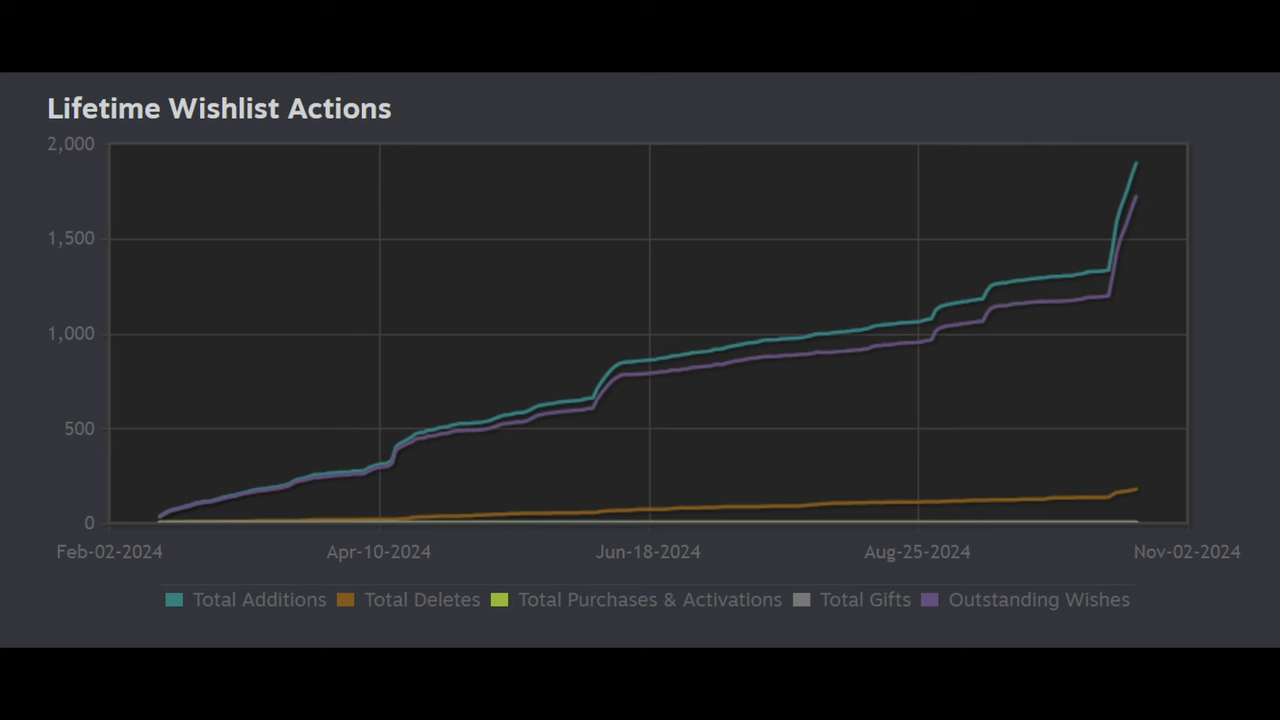 Lifetime Wishlist Actions
2,000
1,500
1,000
500
0
Feb-02-2024 Apr-10-2024 Jun-18-2024 Aug-25-2024 Nov-02-2024
Total Additions Total Deletes Total Purchases & Activations Total Gifts Outstanding Wishes